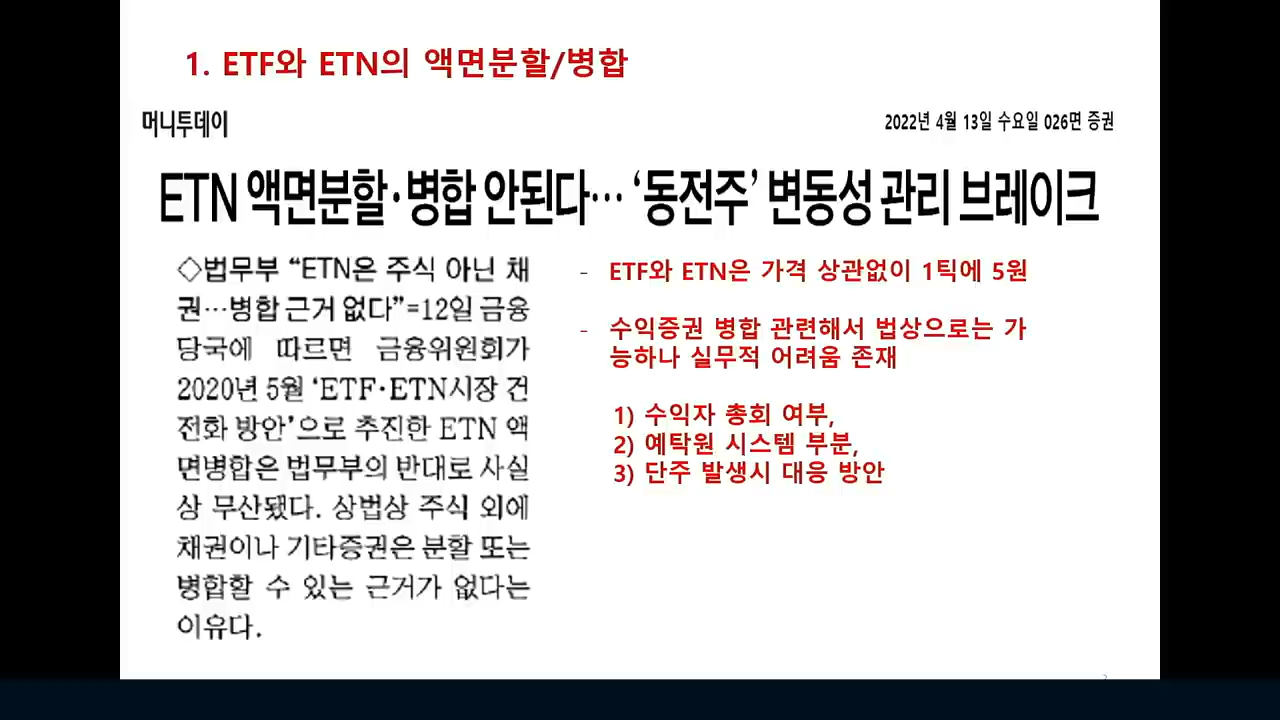 1. ETF와 ETN의 액면분할/병합
머니투데이
2022년 4월 13일 수요일 026면 증권
ETN 액면분할·병합 안된다… ‘동전주’ 변동성 관리 브레이크
◇법무부 “ETN은 주식 아닌 채
권…병합 근거 없다”=12일 금융
당국에 따르면 금융위원회가
2020년 5월 ‘ETF·ETN시장 건
전화 방안’으로 추진한 ETN 액
면병합은 법무부의 반대로 사실
상 무산됐다. 상법상 주식 외에
채권이나 기타증권은 분할 또는
병합할 수 있는 근거가 없다는
이유다.
- ETF와 ETN은 가격 상관없이 1틱에 5원
- 수익증권 병합 관련해서 법상으로는 가
능하나 실무적 어려움 존재
1) 수익자 총회 여부,
2) 예탁원 시스템 부분,
3) 단주 발생시 대응 방안